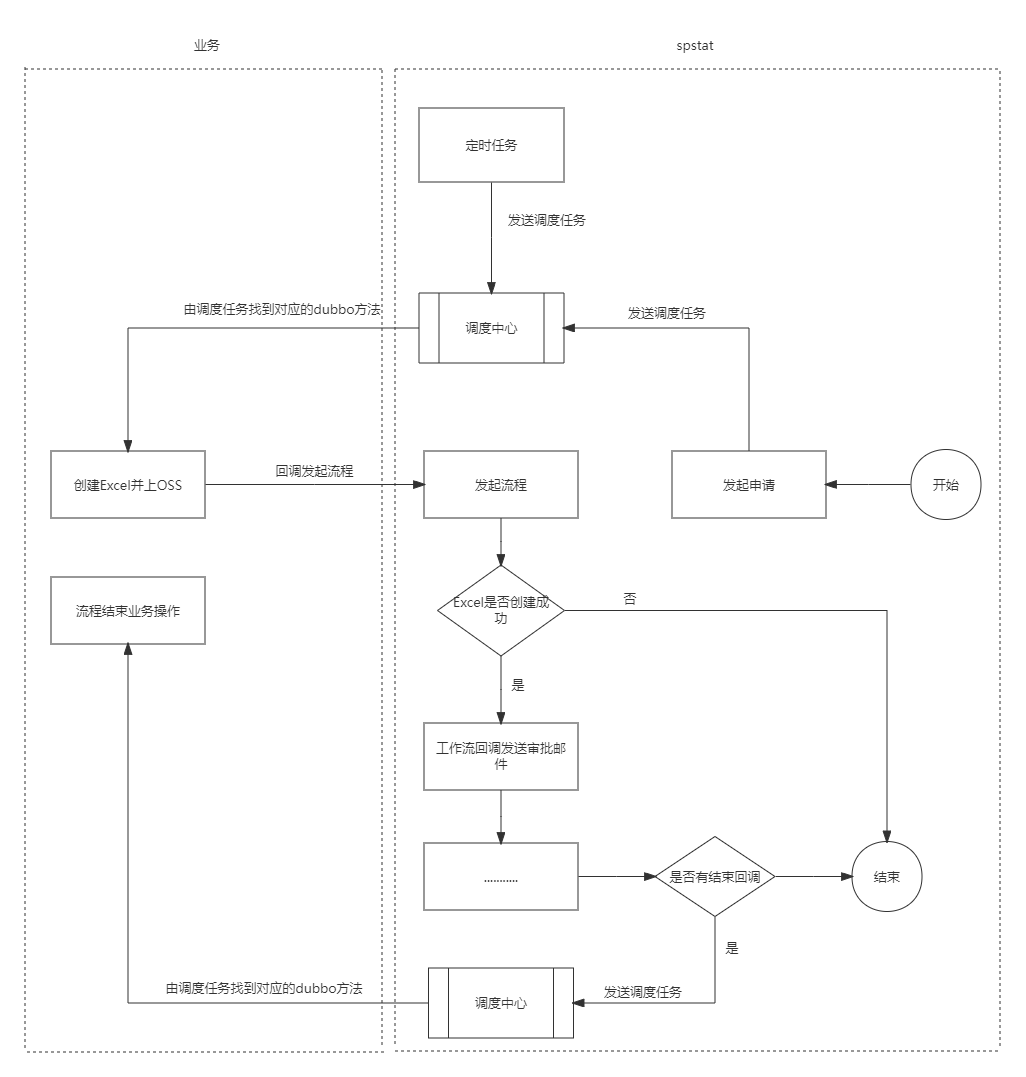 业务
spstat
定时任务
发送调度任务
由调度任务找到对应的dubbo方法
调度中心
发送调度任务
创建Excel并上OSS
回调发起流程
发起流程
发起申请
开始
流程结束业务操作
Excel是否创建成
功
否
是
工作流回调发送审批邮
件
...........
是否有结束回调
结束
是
由调度任务找到对应的dubbo方法
调度中心
发送调度任务